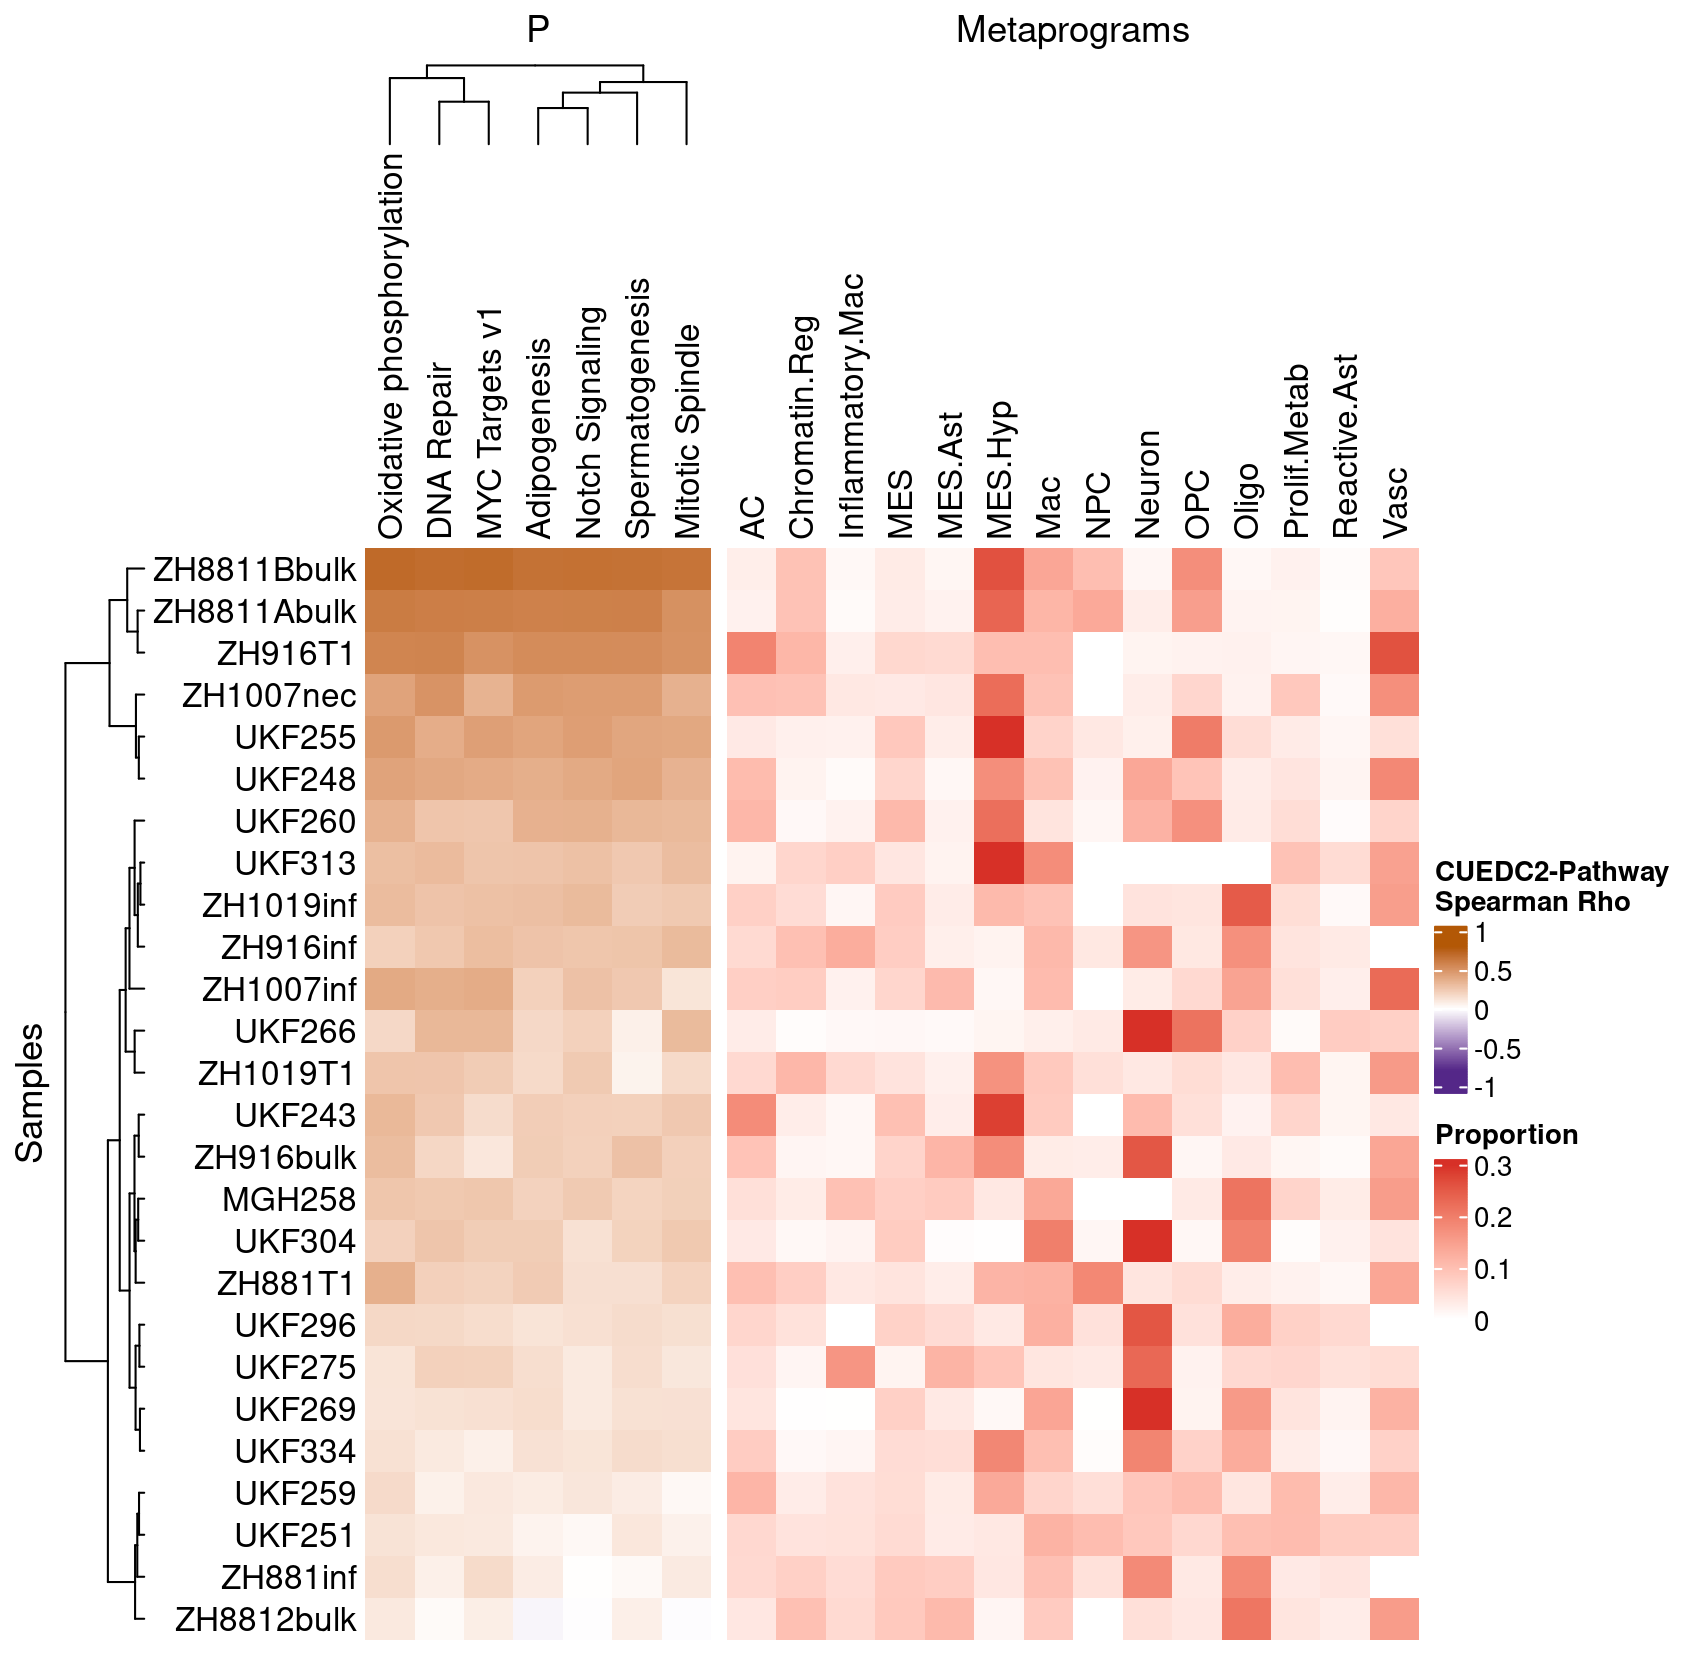 P
Metaprograms
Oxidative phosphorylation
DNA Repair
MYC Targets v1
Adipogenesis
Notch Signaling
Spermatogenesis
Mitotic Spindle
AC
Chromatin.Reg
Inflammatory.Mac
MES
MES.Ast
MES.Hyp
Mac
NPC
Neuron
OPC
Oligo
Prolif.Metab
Reactive.Ast
Vasc
Samples
ZH8811Bbulk
ZH8811Abulk
ZH916T1
ZH1007nec
UKF255
UKF248
UKF260
UKF313
ZH1019inf
ZH916inf
ZH1007inf
UKF266
ZH1019T1
UKF243
ZH916bulk
MGH258
UKF304
ZH881T1
UKF296
UKF275
UKF269
UKF334
UKF259
UKF251
ZH881inf
ZH8812bulk
CUEDC2-Pathway
Spearman Rho
1
0.5
0
-0.5
-1
Proportion
0.3
0.2
0.1
0